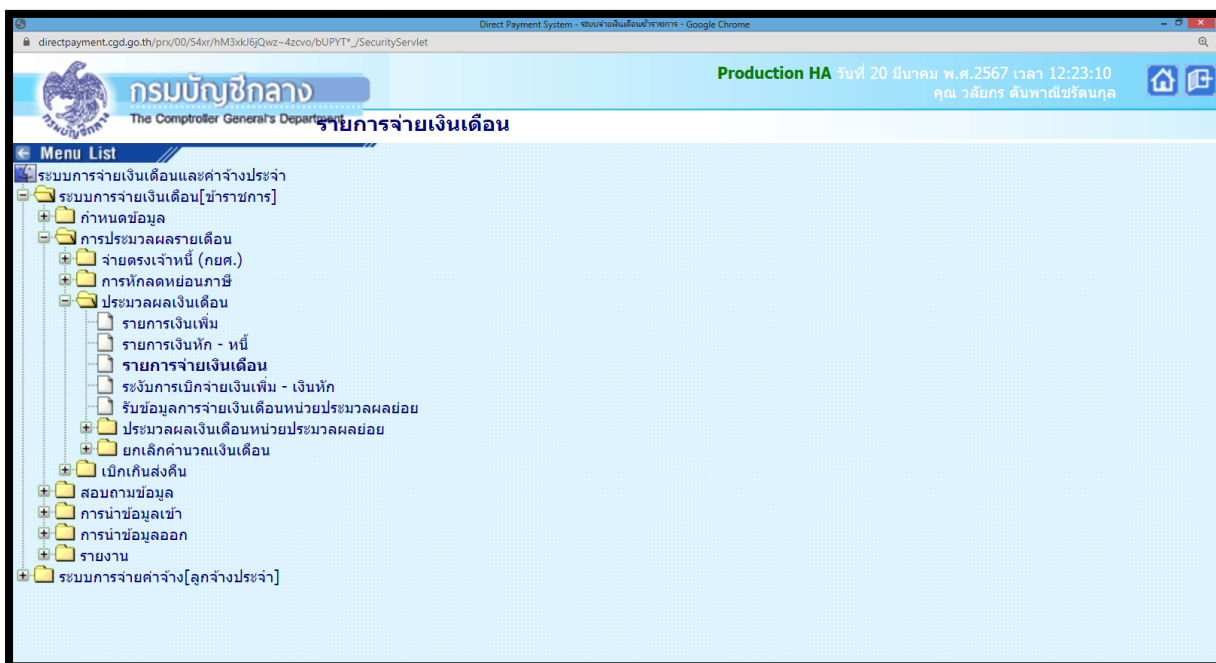 Direct Payment System - ระบบจ่ายเงินเดือนข้าราชการ - Google Chrome
directpayment.cgd.go.th/prx/00/54xr/hM3xkJ6jQwz~4zcvo/bUPYT*_/SecurityServlet
Production HA วันที่ 20 มีนาคม พ.ศ.2567 เวลา 12:23:10
คุณ วลัยกร ตันพาณิชรัตนกุล
กรมบัญชีกลาง
The Comptroller General's Department
รายการจ่ายเงินเดือน
Menu List
ระบบการจ่ายเงินเดือนและค่าจ้างประจำ
ระบบการจ่ายเงินเดือน[ข้าราชการ]
กำหนดข้อมูล
การประมวลผลรายเดือน
จ่ายตรงเจ้าหนี้ (กยศ.)
การหักลดหย่อนภาษี
ประมวลผลเงินเดือน
รายการเงินเพิ่ม
รายการเงินหัก - หนี้
รายการจ่ายเงินเดือน
ระงับการเบิกจ่ายเงินเพิ่ม - เงินหัก
รับข้อมูลการจ่ายเงินเดือนหน่วยประมวลผลย่อย
ประมวลผลเงินเดือนหน่วยประมวลผลย่อย
ยกเลิกคำนวณเงินเดือน
เบิกเกินส่งคืน
สอบถามข้อมูล
การนำข้อมูลเข้า
การนำข้อมูลออก
รายงาน
ระบบการจ่ายค่าจ้าง[ลูกจ้างประจำ]